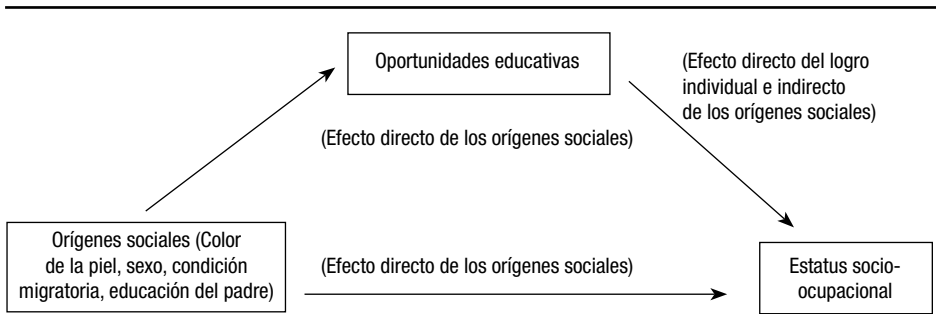 Oportunidades educativas
(Efecto directo del logro
individual e indirecto
de los orígenes sociales)
(Efecto directo de los orígenes sociales)
Orígenes sociales (Color
de la piel, sexo, condición
migratoria, educación del padre)
(Efecto directo de los orígenes sociales)
Estatus socio-
ocupacional